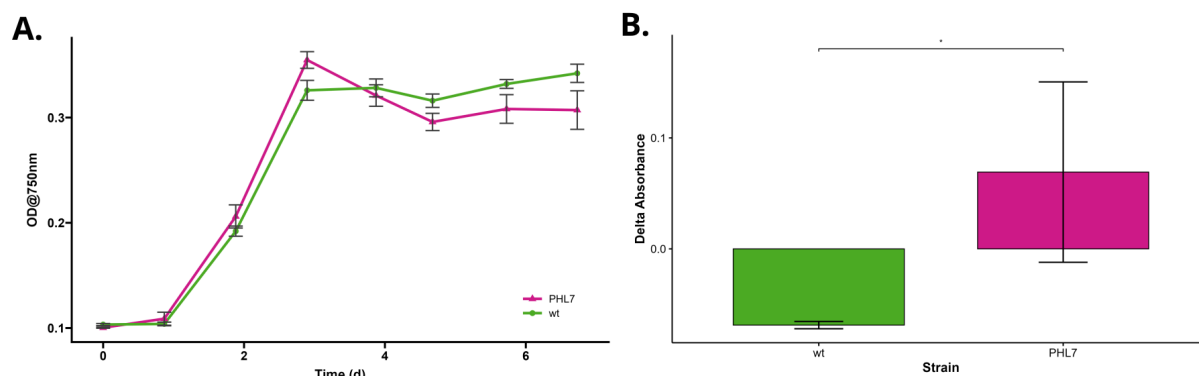 A.
OD@750nm
0.3
0.2
0.1
0
2
4
6
Time (d)
PHL7
wt
B.
*
Delta Absorbance
0.1
0.0
wt
PHL7
Strain